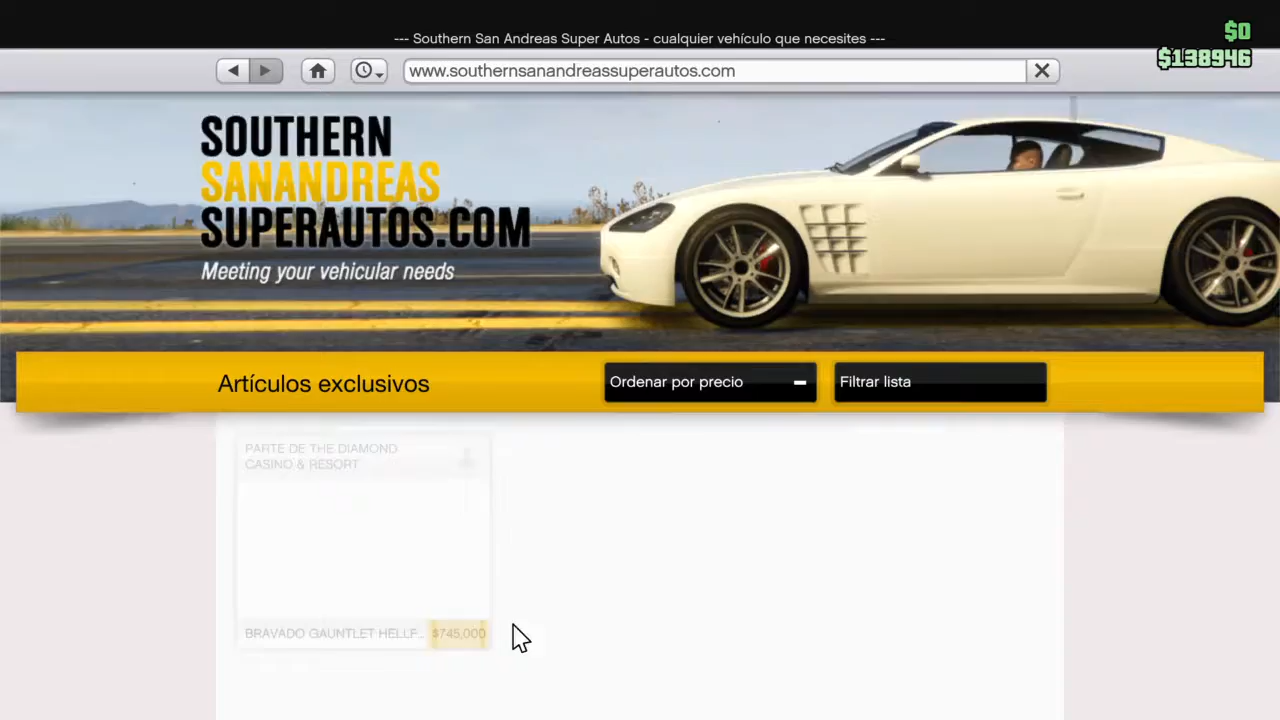 --- Southern San Andreas Super Autos - cualquier vehículo que necesites ---
$0
$138946
www.southernsanandreassuperautos.com
SOUTHERN
SANANDREAS
SUPERAUTOS.COM
Meeting your vehicular needs
Artículos exclusivos
Ordenar por precio
Filtrar lista
PARTE DE THE DIAMOND
CASINO & RESORT
BRAVADO GAUNTLET HELLF...
$745,000